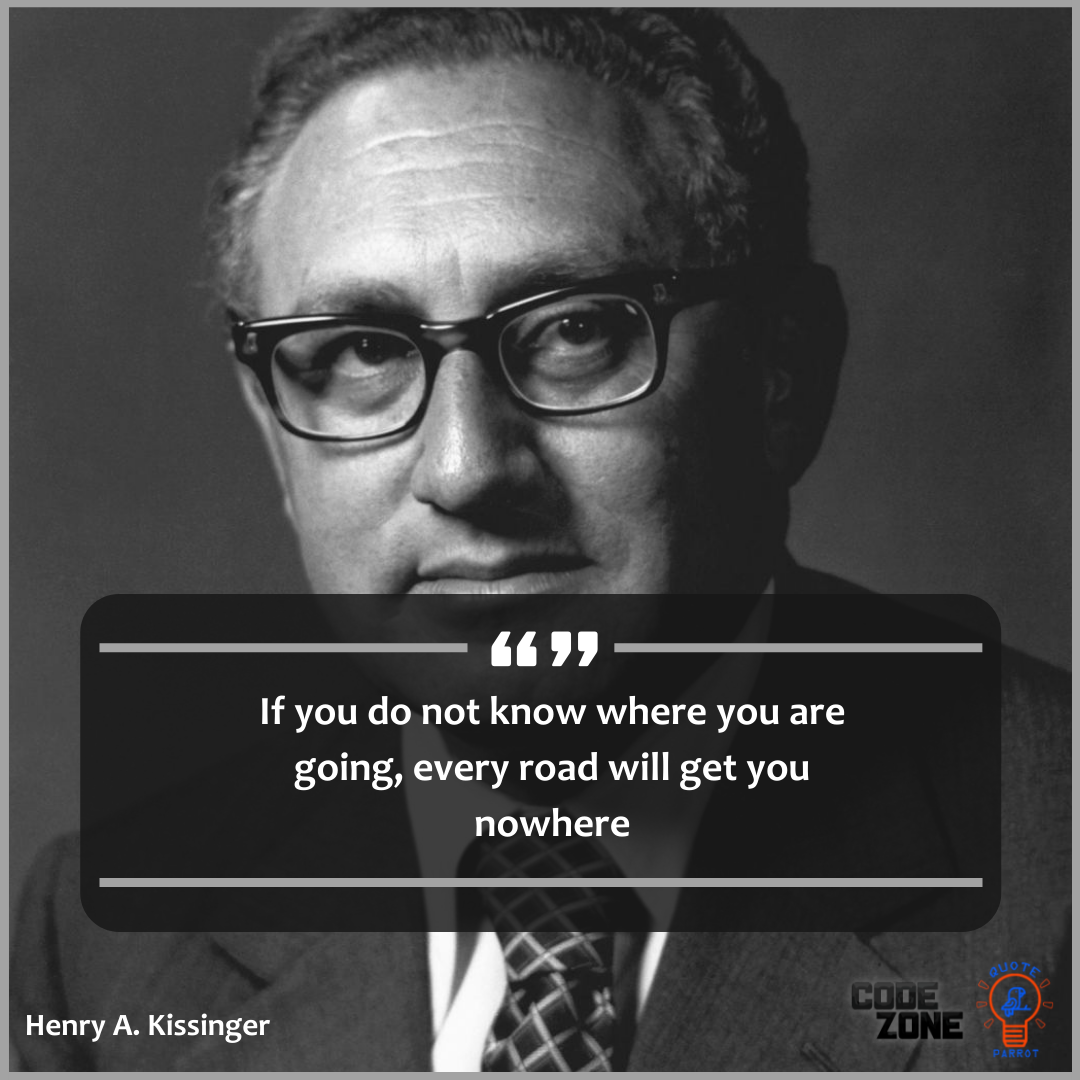 If you do not know where you are
going, every road will get you
nowhere
Henry A. Kissinger
CODE
ZONE
QUOTE
PARROT